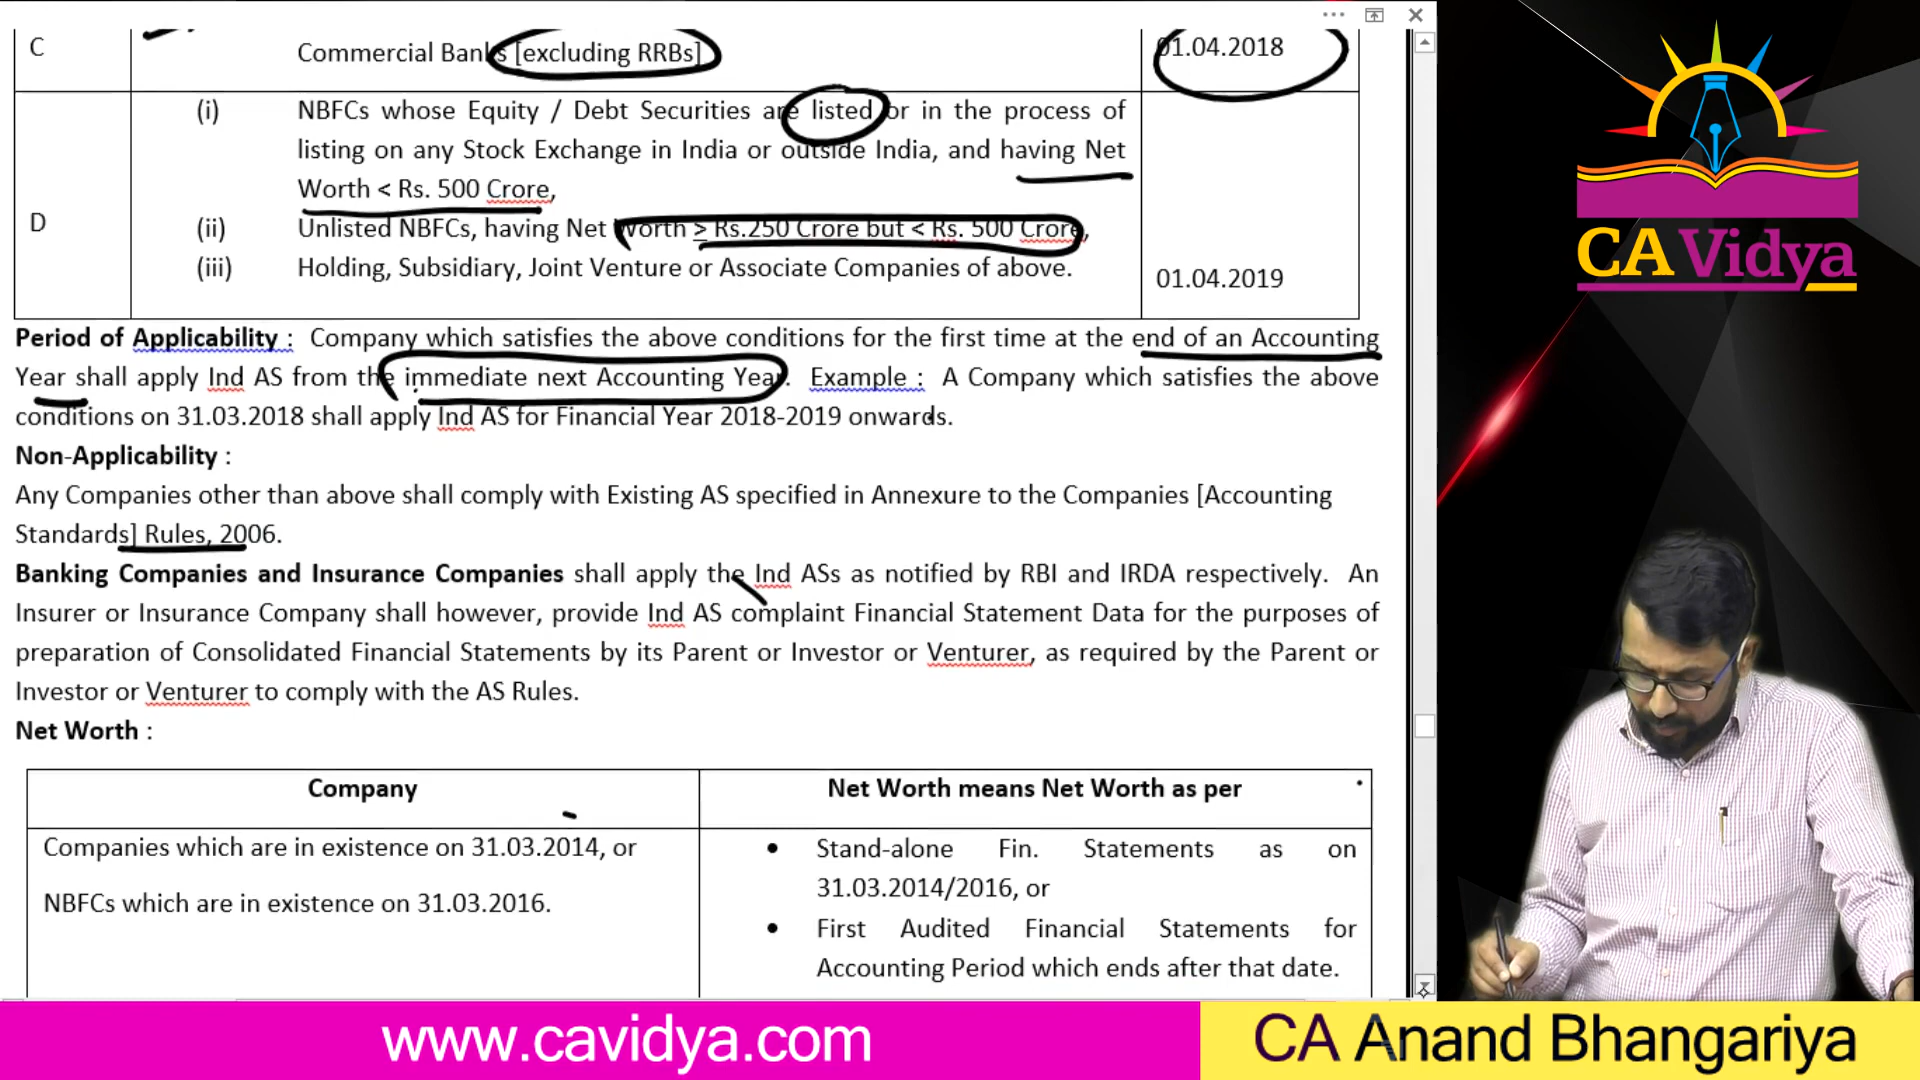 C
Commercial Banks [excluding RRBs]
01.04.2018
D
(i) NBFCs whose Equity / Debt Securities are listed or in the process of
listing on any Stock Exchange in India or outside India, and having Net
Worth < Rs. 500 Crore,
(ii) Unlisted NBFCs, having Net Worth ≥ Rs.250 Crore but < Rs. 500 Crore,
(iii) Holding, Subsidiary, Joint Venture or Associate Companies of above.
01.04.2019
Period of Applicability : Company which satisfies the above conditions for the first time at the end of an Accounting
Year shall apply Ind AS from the immediate next Accounting Year. Example : A Company which satisfies the above
conditions on 31.03.2018 shall apply Ind AS for Financial Year 2018-2019 onwards.
Non-Applicability :
Any Companies other than above shall comply with Existing AS specified in Annexure to the Companies [Accounting
Standards] Rules, 2006.
Banking Companies and Insurance Companies shall apply the Ind ASs as notified by RBI and IRDA respectively. An
Insurer or Insurance Company shall however, provide Ind AS complaint Financial Statement Data for the purposes of
preparation of Consolidated Financial Statements by its Parent or Investor or Venturer, as required by the Parent or
Investor or Venturer to comply with the AS Rules.
Net Worth :
Company
Net Worth means Net Worth as per
Companies which are in existence on 31.03.2014, or
NBFCs which are in existence on 31.03.2016.
• Stand-alone Fin. Statements as on
31.03.2014/2016, or
• First Audited Financial Statements for
Accounting Period which ends after that date.
CA Vidya
www.cavidya.com
CA Anand Bhangariya